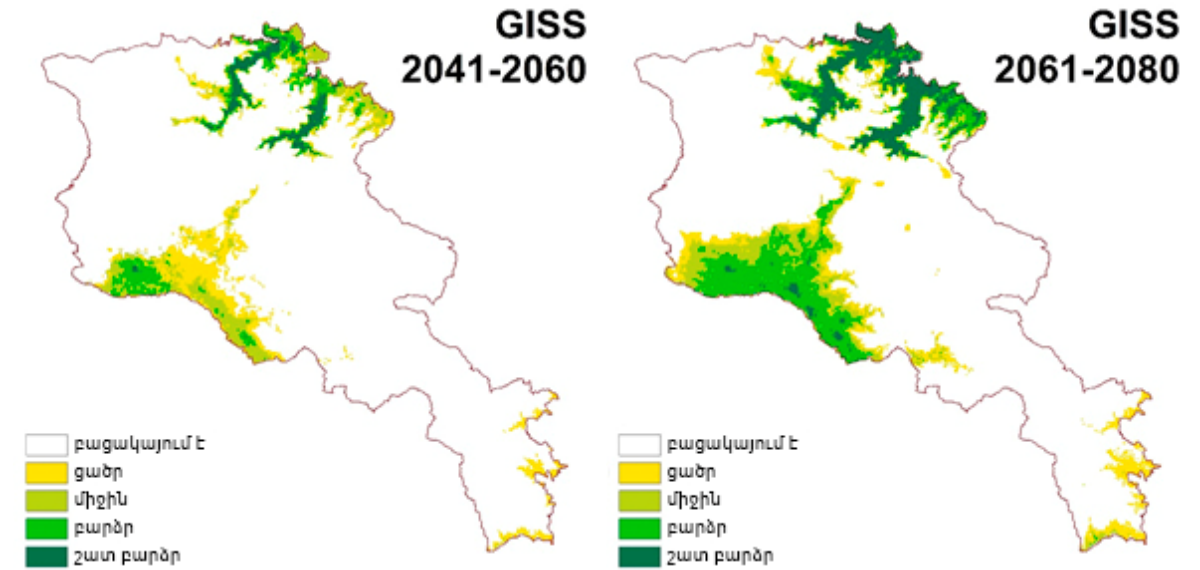 GISS
2041-2060
բացակայում է
ցածր
միջին
բարձր
շատ բարձր
GISS
2061-2080
բացակայում է
ցածր
միջին
բարձր
շատ բարձր